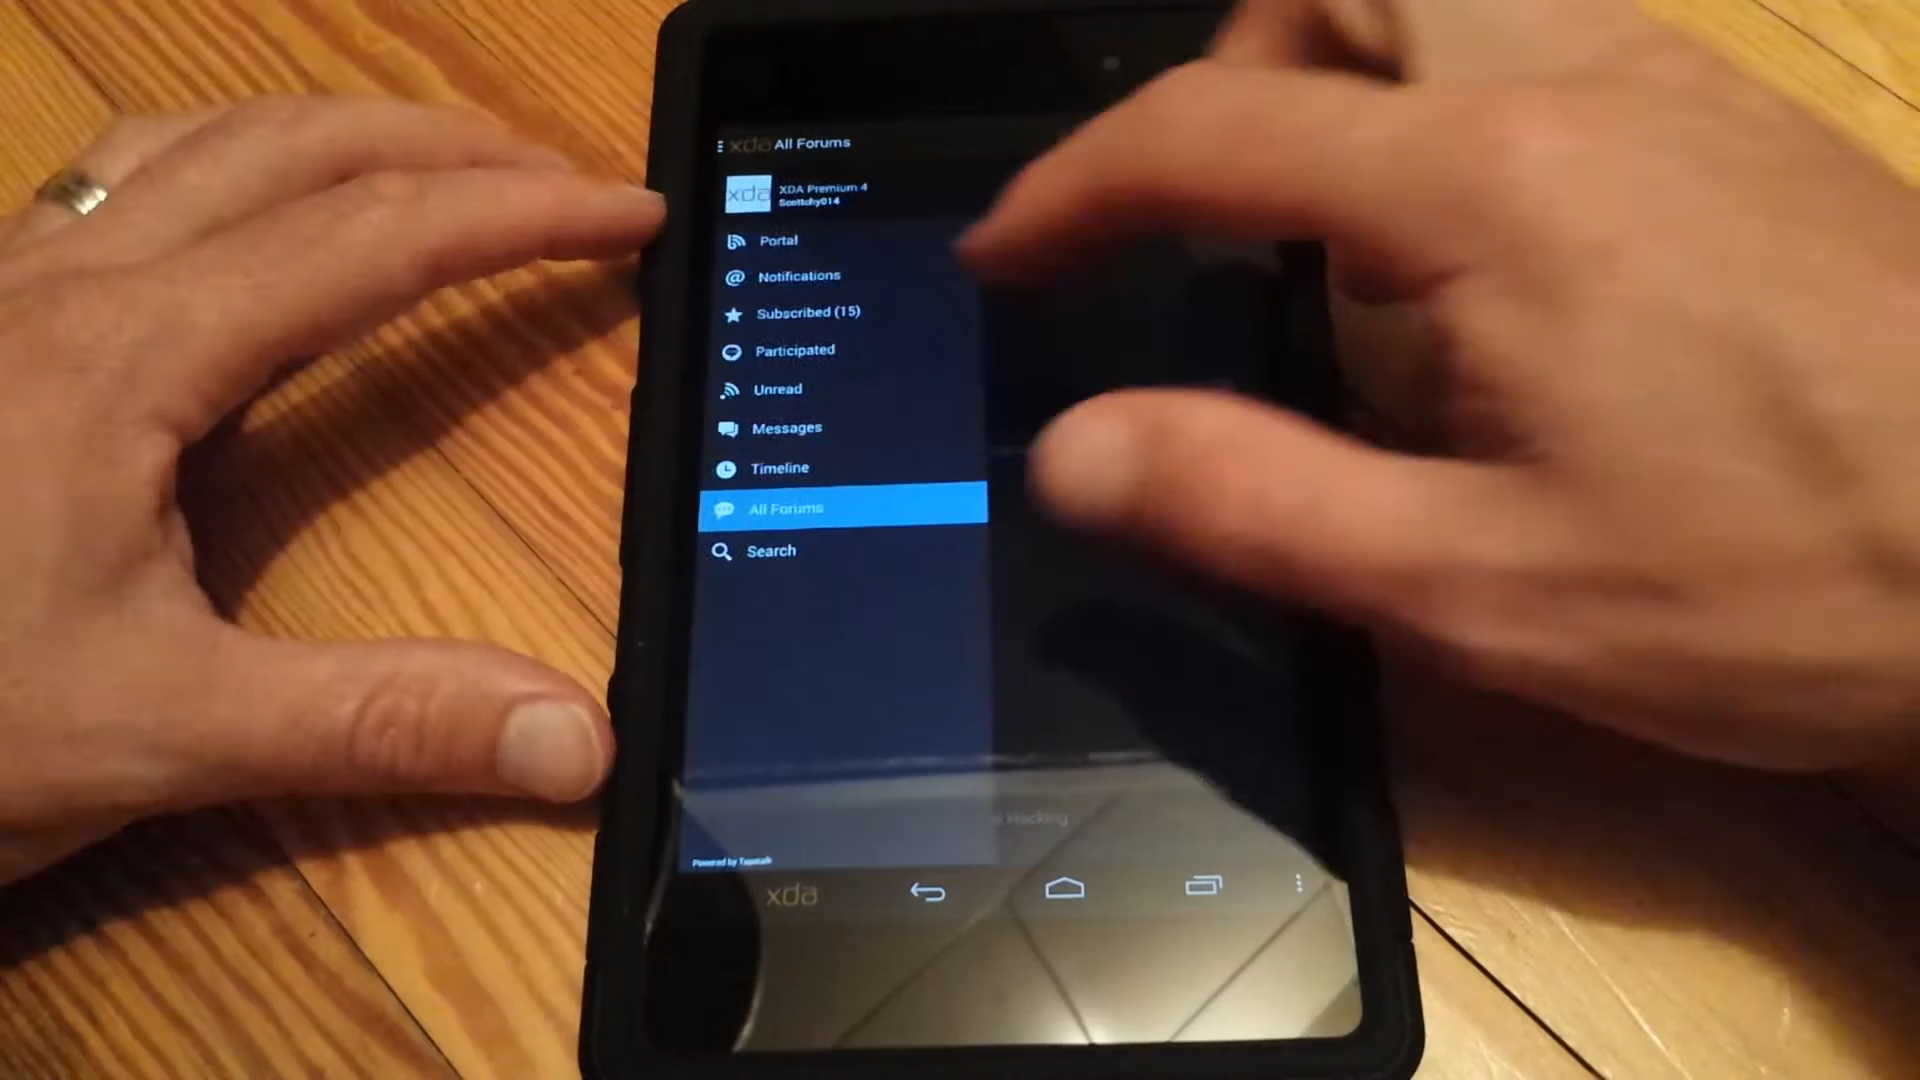 xda All Forums
xda
XDA Premium 4
Scottchy014
Portal
Notifications
Subscribed (15)
Participated
Unread
Messages
Timeline
All Forums
Search
Hacking
Powered by Tapatalk
xda